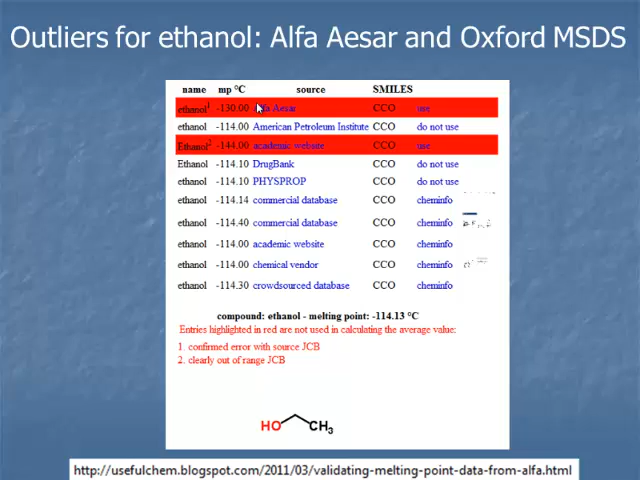 Outliers for ethanol: Alfa Aesar and Oxford MSDS
name mp °C source SMILES
ethanol1 -130.00 Alfa Aesar CCO use
ethanol -114.00 American Petroleum Institute CCO do not use
Ethanol2 -144.00 academic website CCO use
Ethanol -114.10 DrugBank CCO do not use
ethanol -114.10 PHYSPROP CCO do not use
ethanol -114.14 commercial database CCO cheminfo
ethanol -114.40 commercial database CCO cheminfo
ethanol -114.00 academic website CCO cheminfo
ethanol -114.00 chemical vendor CCO cheminfo
ethanol -114.30 crowdsourced database CCO cheminfo
compound: ethanol - melting point: -114.13 °C
Entries highlighted in red are not used in calculating the average value:
1. confirmed error with source JCB
2. clearly out of range JCB
HO CH3
http://usefulchem.blogspot.com/2011/03/validating-melting-point-data-from-alfa.html